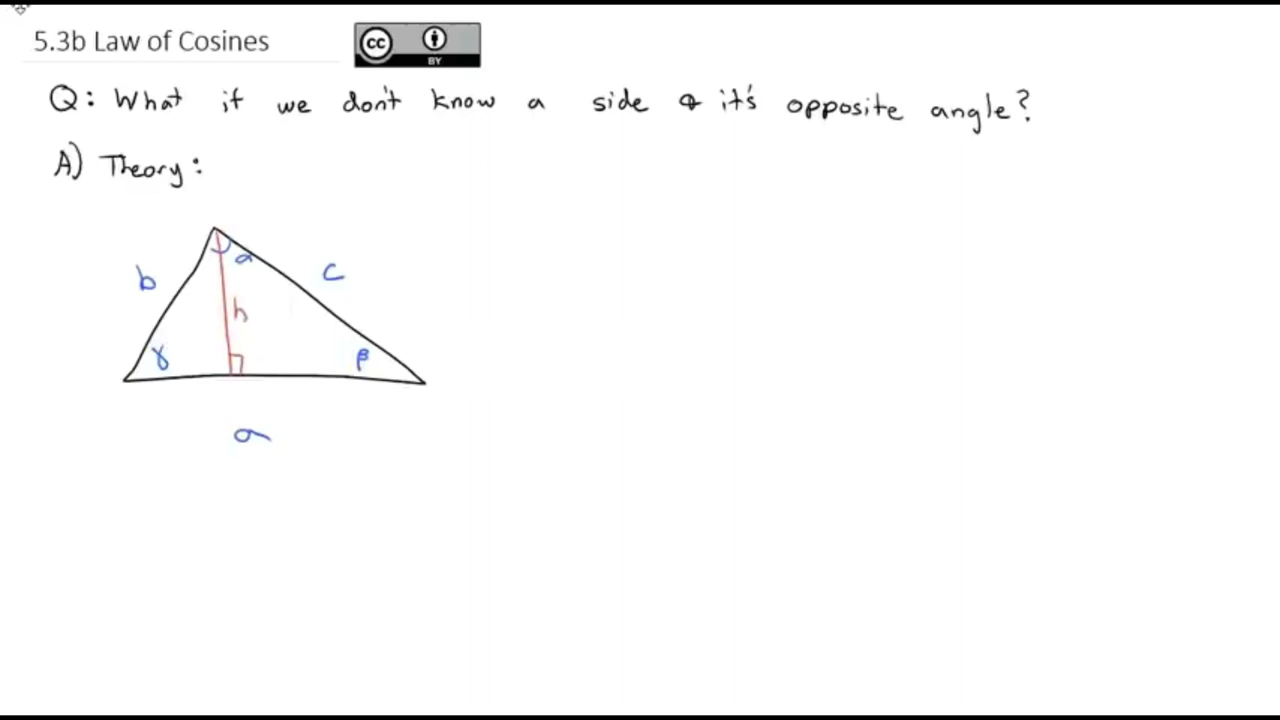 5.3b Law of Cosines
cc BY
Q: What if we don't know a side & it's opposite angle?
A) Theory:
α
b
c
h
γ
β
a